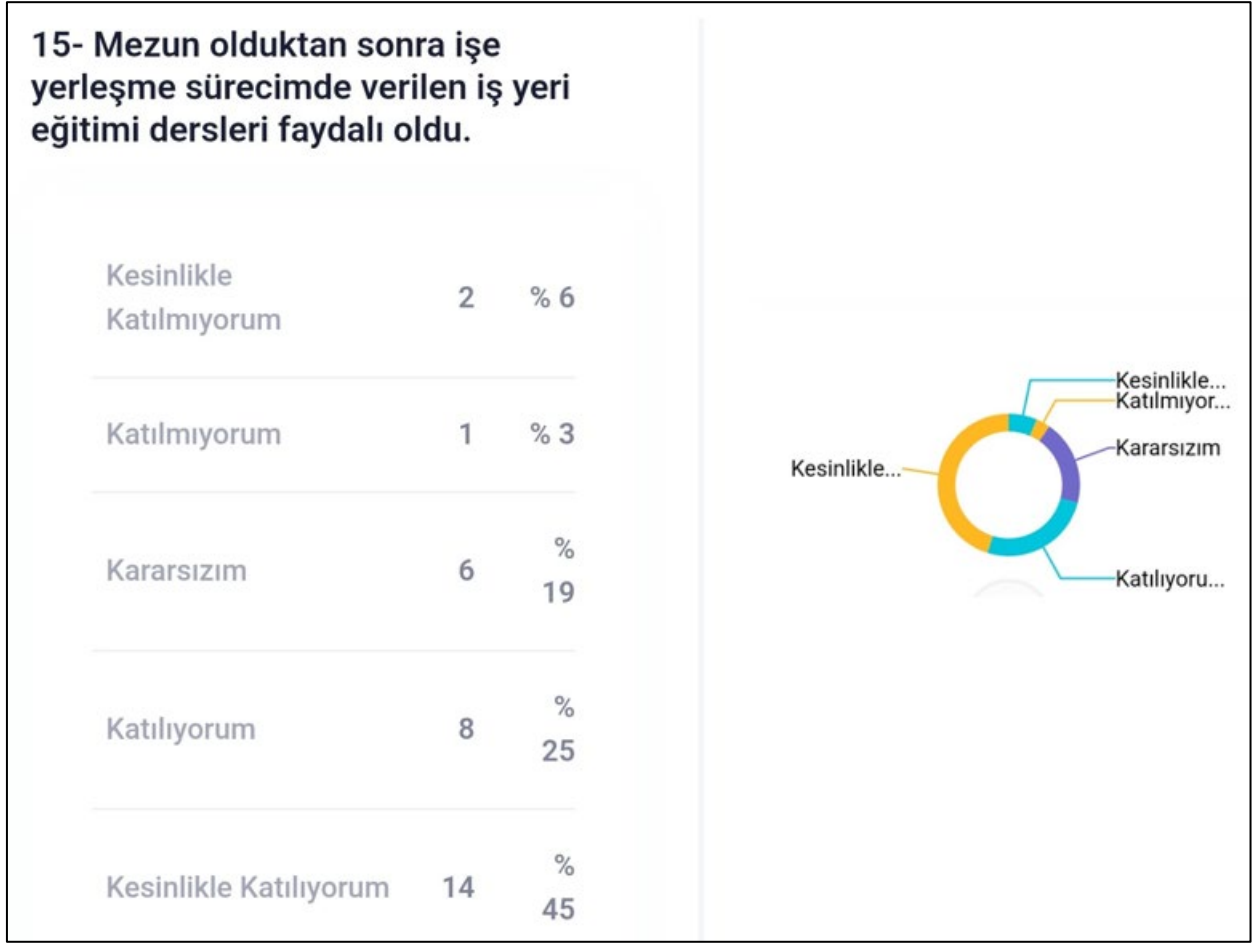 15- Mezun olduktan sonra işe
yerleşme sürecimde verilen iş yeri
eğitimi dersleri faydalı oldu.
Kesinlikle
Katılmıyorum
2
% 6
Katılmıyorum
1
% 3
Kararsızım
6
%
19
Katılıyorum
8
%
25
Kesinlikle Katılıyorum
14
%
45
Kesinlikle...
Katılmıyor...
Kararsızım
Kesinlikle...
Katılıyoru...